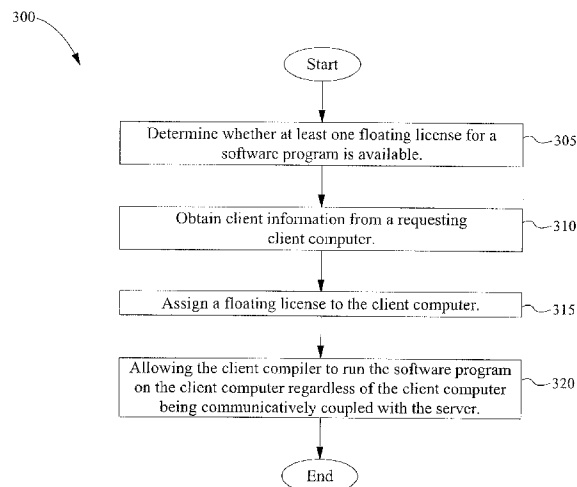 300
Start
Determine whether at least one floating license for a
software program is available.
305
Obtain client information from a requesting
client computer.
310
Assign a floating license to the client computer.
315
Allowing the client compiler to run the software program
on the client computer regardless of the client computer
being communicatively coupled with the server.
320
End